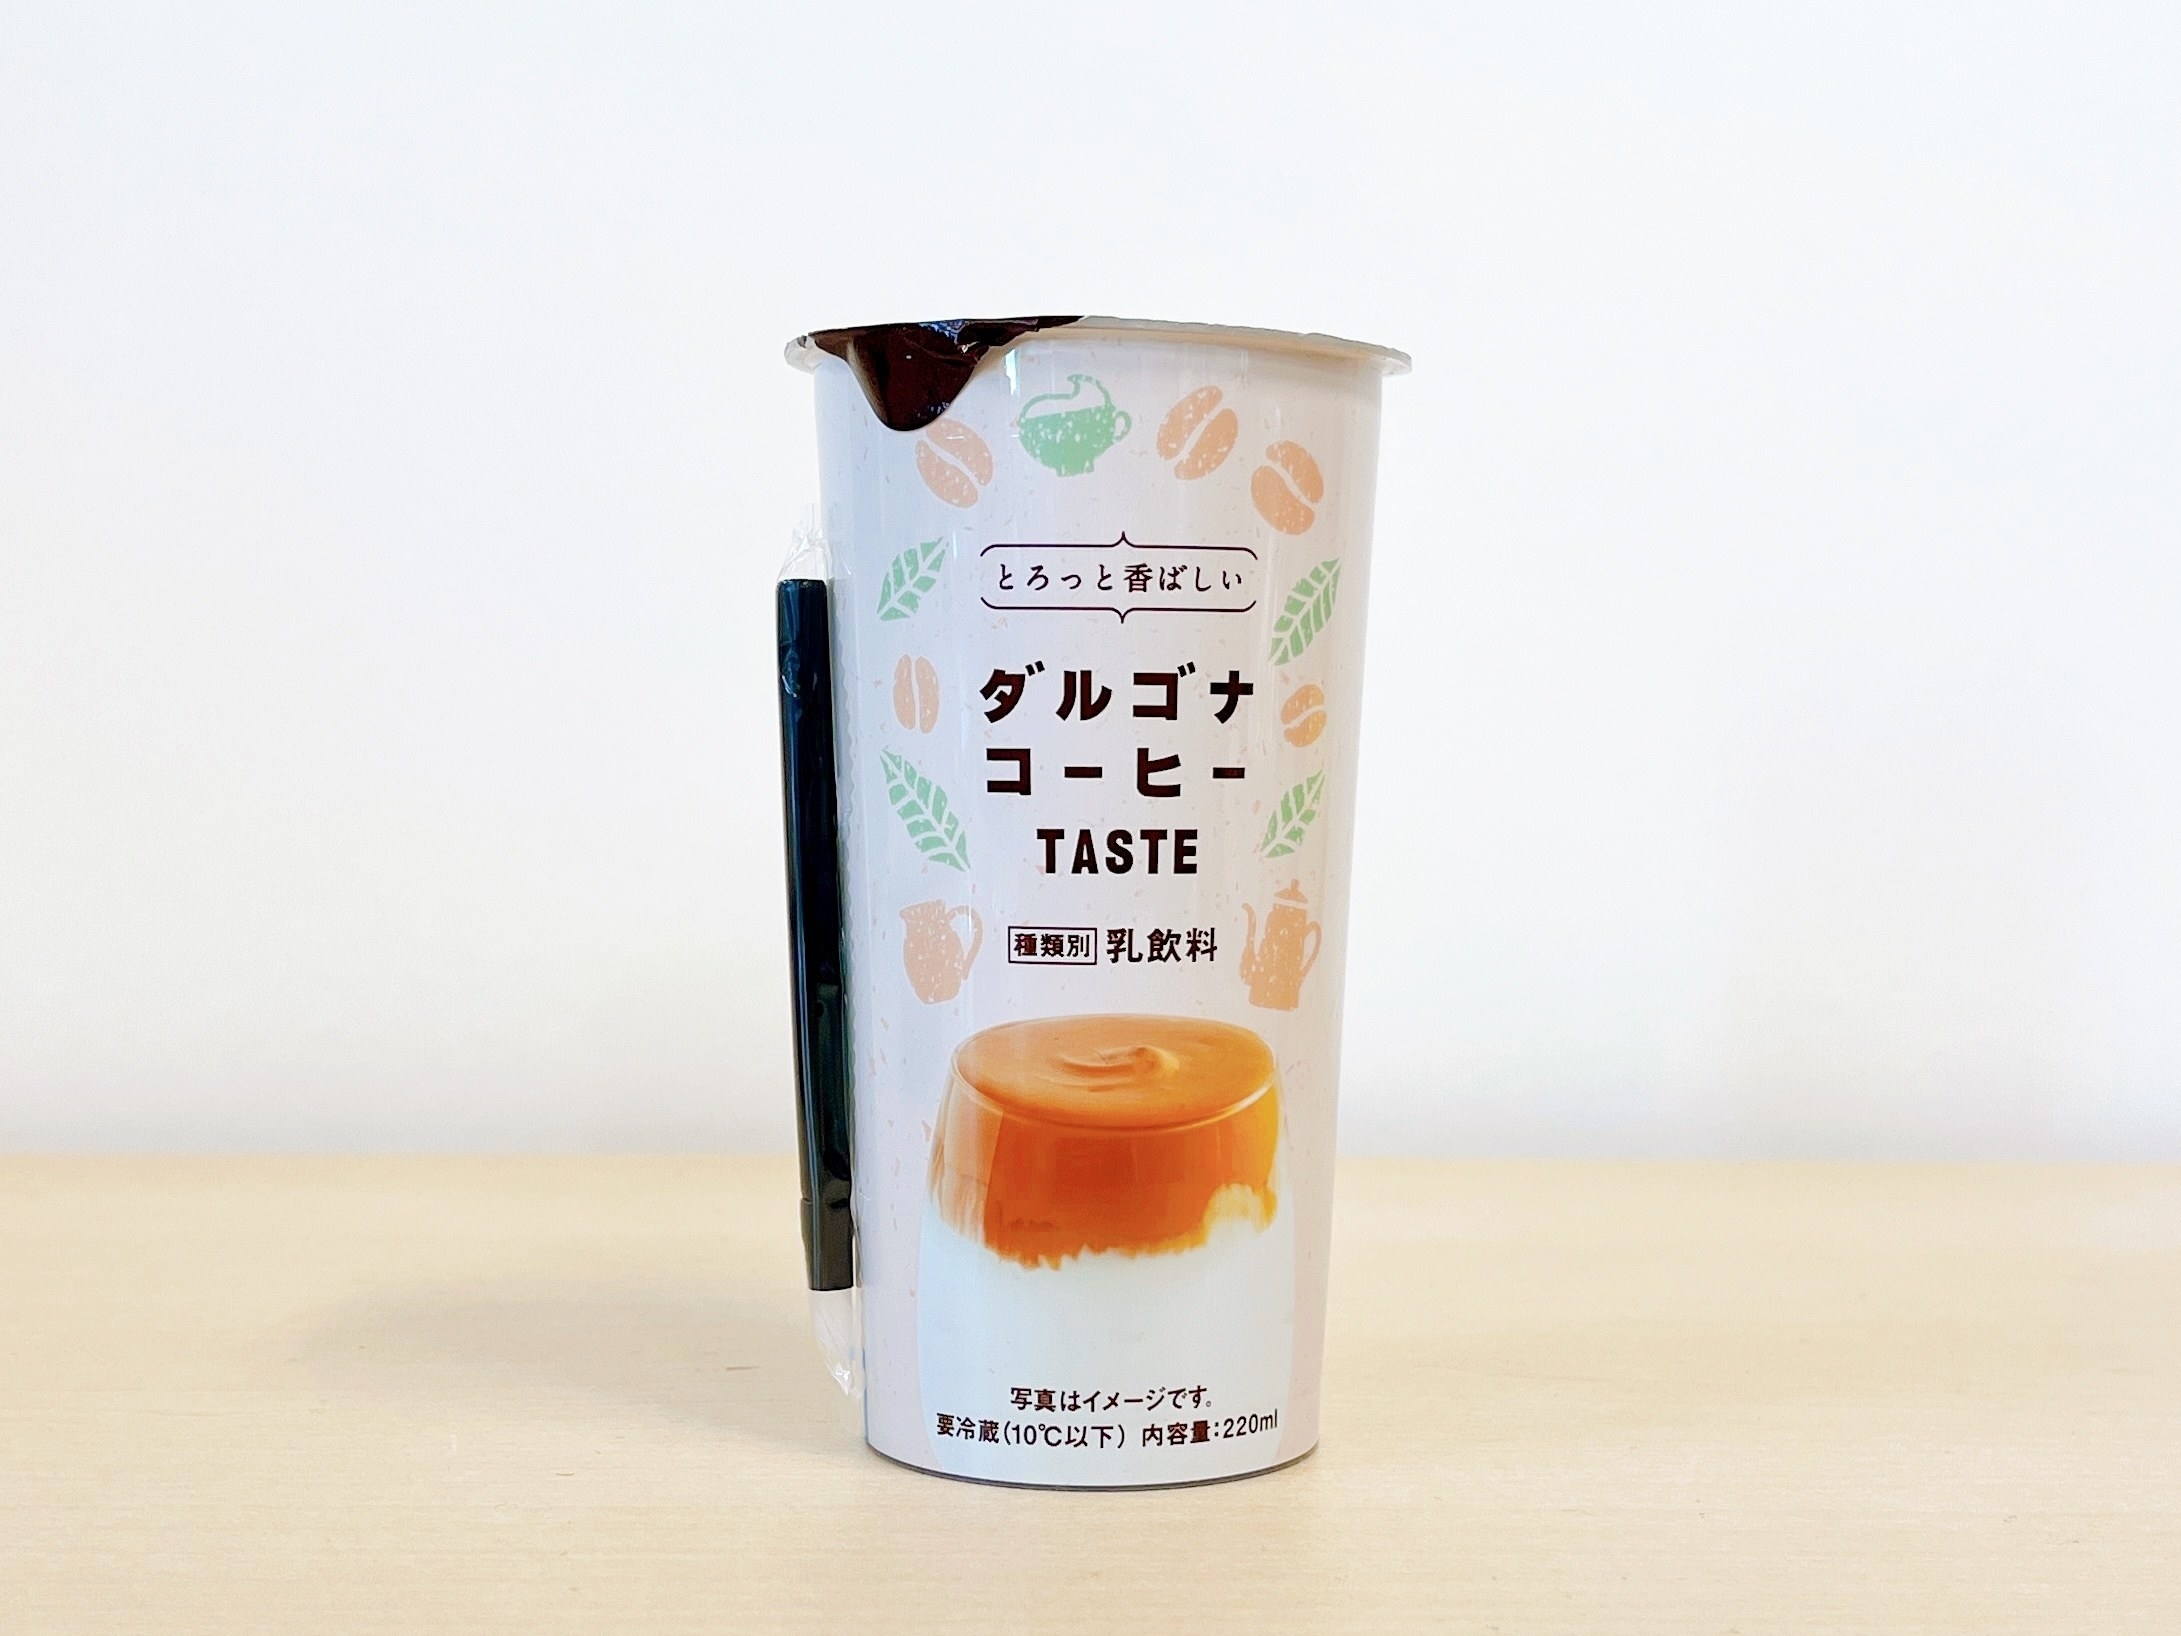 とろっと香ばしい
ダルゴナ
コーヒー
TASTE
種類別 乳飲料
写真はイメージです。
要冷蔵(10℃以下) 内容量:220ml